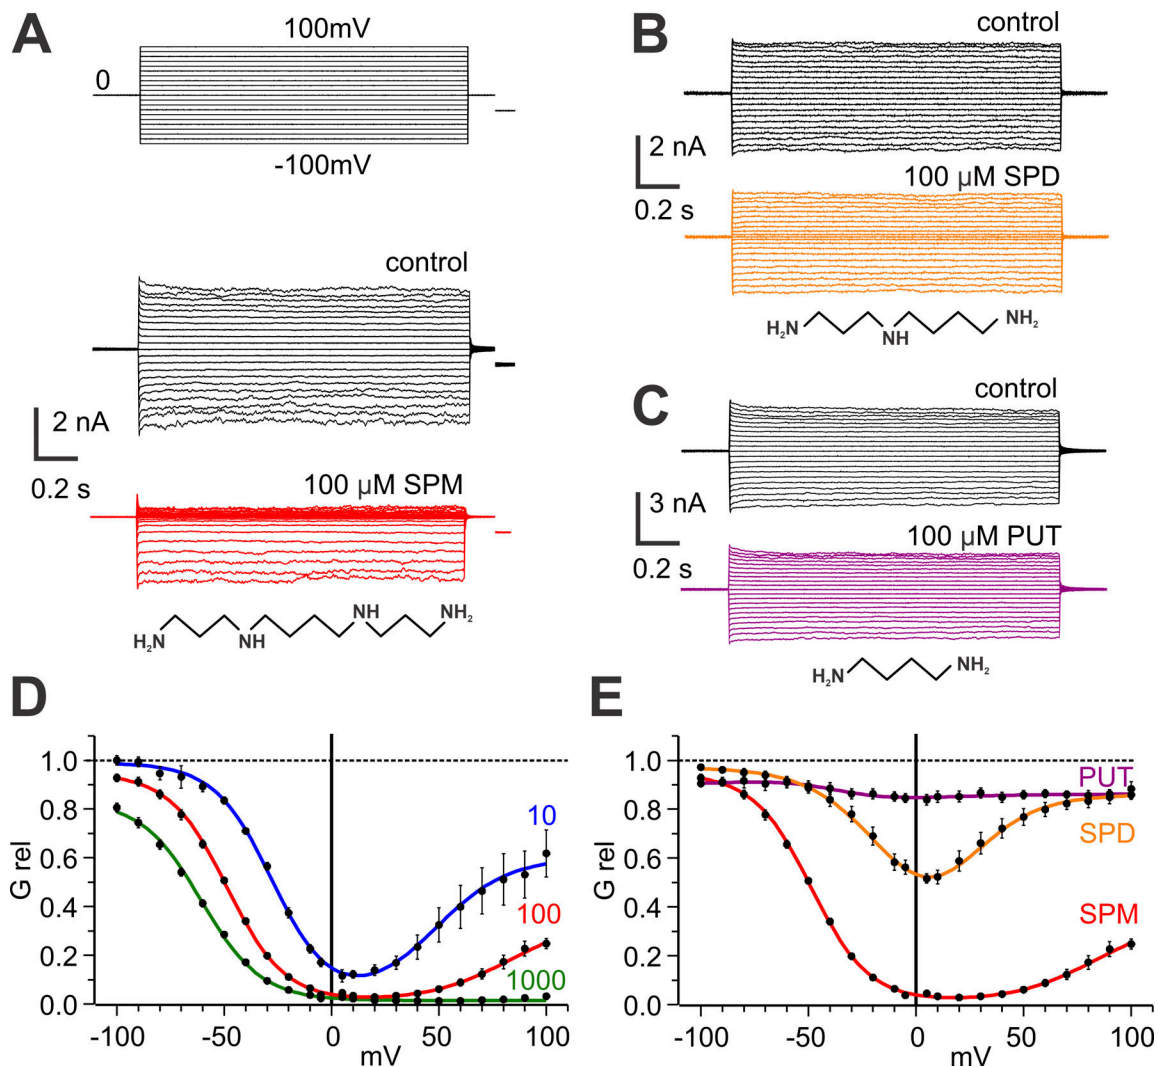 A
100mV
0
-100mV
control
2 nA
0.2 s
100 µM SPM
H₂N NH NH NH₂
B
control
2 nA
100 µM SPD
0.2 s
H₂N NH NH₂
C
control
3 nA
100 µM PUT
0.2 s
H₂N NH₂
D
G rel
1.0
0.8
0.6
0.4
0.2
0.0
10
100
1000
-100 -50 0 50 100
mV
E
G rel
1.0
0.8
0.6
0.4
0.2
0.0
PUT
SPD
SPM
-100 -50 0 50 100
mV